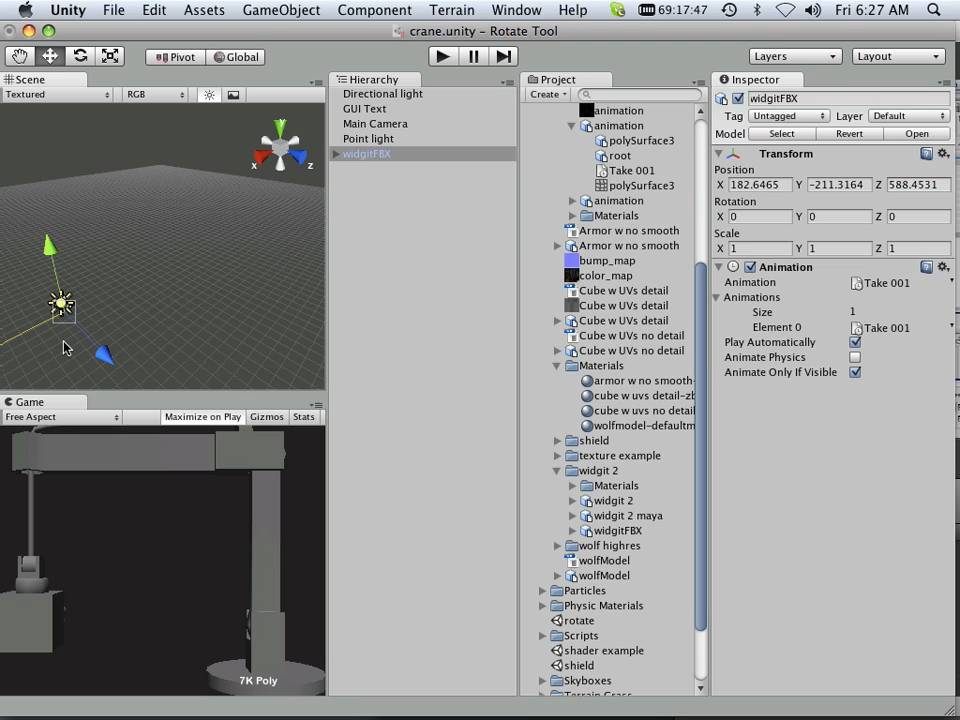 Unity File Edit Assets GameObject Component Terrain Window Help 69:17:47 Fri 6:27 AM
crane.unity - Rotate Tool
Pivot Global Layers Layout
Scene
Textured RGB
y
x z
Game
Free Aspect Maximize on Play Gizmos Stats
7K Poly
Hierarchy
Directional light
GUI Text
Main Camera
Point light
widgitFBX
Project
Create
animation
animation
polySurface3
root
Take 001
polySurface3
animation
Materials
Armor w no smooth
Armor w no smooth
bump_map
color_map
Cube w UVs detail
Cube w UVs detail
Cube w UVs detail
Cube w UVs no detail
Cube w UVs no detail
Materials
armor w no smooth-
cube w uvs detail-zb
cube w uvs no detail
wolfmodel-defaultm
shield
texture example
widgit 2
Materials
widgit 2
widgit 2 maya
widgitFBX
wolf highres
wolfModel
wolfModel
Particles
Physic Materials
rotate
Scripts
shader example
shield
Skyboxes
Terrain Grass
Inspector
widgitFBX
Tag Untagged Layer Default
Model Select Revert Open
Transform
Position
X 182.6465 Y -211.3164 Z 588.4531
Rotation
X 0 Y 0 Z 0
Scale
X 1 Y 1 Z 1
Animation
Animation Take 001
Animations
Size 1
Element 0 Take 001
Play Automatically
Animate Physics
Animate Only If Visible